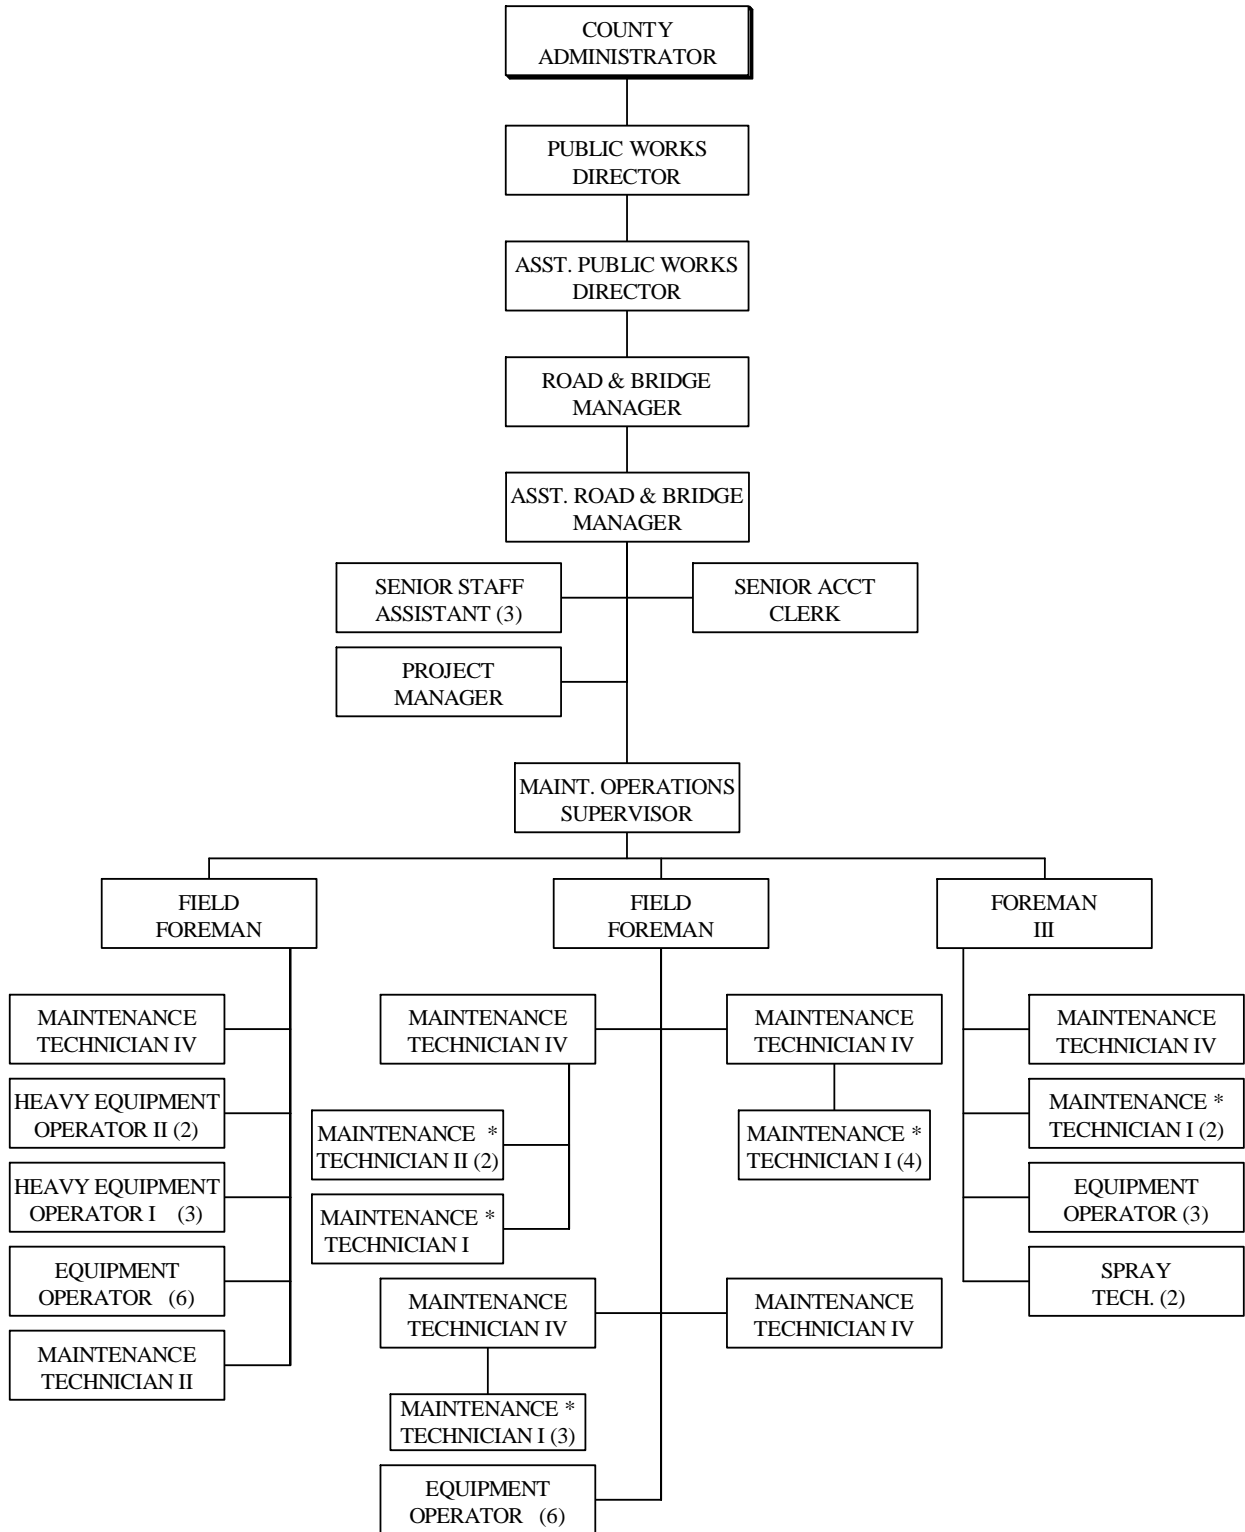 COUNTY
ADMINISTRATOR
PUBLIC WORKS
DIRECTOR
ASST. PUBLIC WORKS
DIRECTOR
ROAD & BRIDGE
MANAGER
ASST. ROAD & BRIDGE
MANAGER
SENIOR STAFF
ASSISTANT (3)
SENIOR ACCT
CLERK
PROJECT
MANAGER
MAINT. OPERATIONS
SUPERVISOR
FIELD
FOREMAN
MAINTENANCE
TECHNICIAN IV
HEAVY EQUIPMENT
OPERATOR II (2)
HEAVY EQUIPMENT
OPERATOR I (3)
EQUIPMENT
OPERATOR (6)
MAINTENANCE
TECHNICIAN II
FIELD
FOREMAN
MAINTENANCE
TECHNICIAN IV
MAINTENANCE *
TECHNICIAN II (2)
MAINTENANCE *
TECHNICIAN I
MAINTENANCE
TECHNICIAN IV
MAINTENANCE *
TECHNICIAN I (4)
MAINTENANCE
TECHNICIAN IV
MAINTENANCE *
TECHNICIAN I (3)
MAINTENANCE
TECHNICIAN IV
EQUIPMENT
OPERATOR (6)
FOREMAN
III
MAINTENANCE
TECHNICIAN IV
MAINTENANCE *
TECHNICIAN I (2)
EQUIPMENT
OPERATOR (3)
SPRAY
TECH. (2)